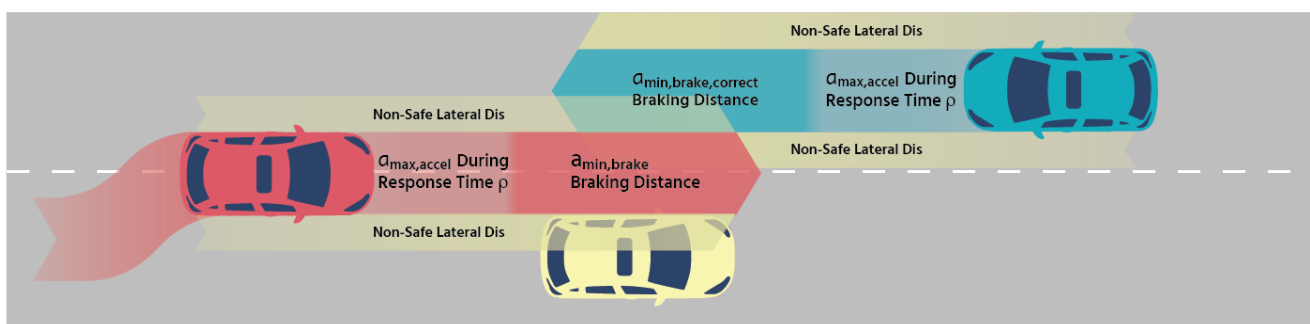 Non-Safe Lateral Dis
amin,brake,correct
Braking Distance
amax,accel During
Response Time ρ
Non-Safe Lateral Dis
Non-Safe Lateral Dis
amax,accel During
Response Time ρ
amin,brake
Braking Distance
Non-Safe Lateral Dis